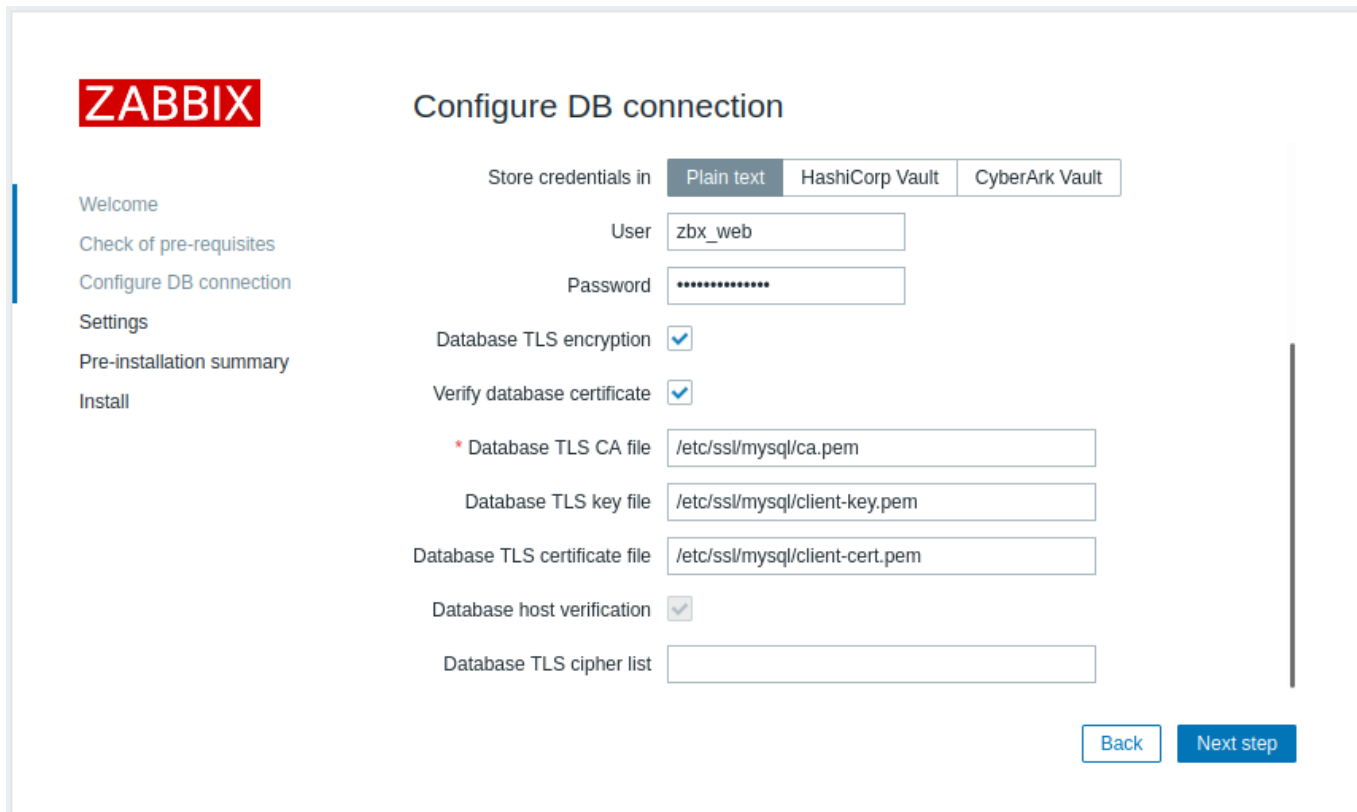 ZABBIX
Welcome
Check of pre-requisites
Configure DB connection
Settings
Pre-installation summary
Install
Configure DB connection
Store credentials in Plain text HashiCorp Vault CyberArk Vault
User zbx_web
Password ••••••••••••••
Database TLS encryption
Verify database certificate
* Database TLS CA file /etc/ssl/mysql/ca.pem
Database TLS key file /etc/ssl/mysql/client-key.pem
Database TLS certificate file /etc/ssl/mysql/client-cert.pem
Database host verification
Database TLS cipher list
Back Next step